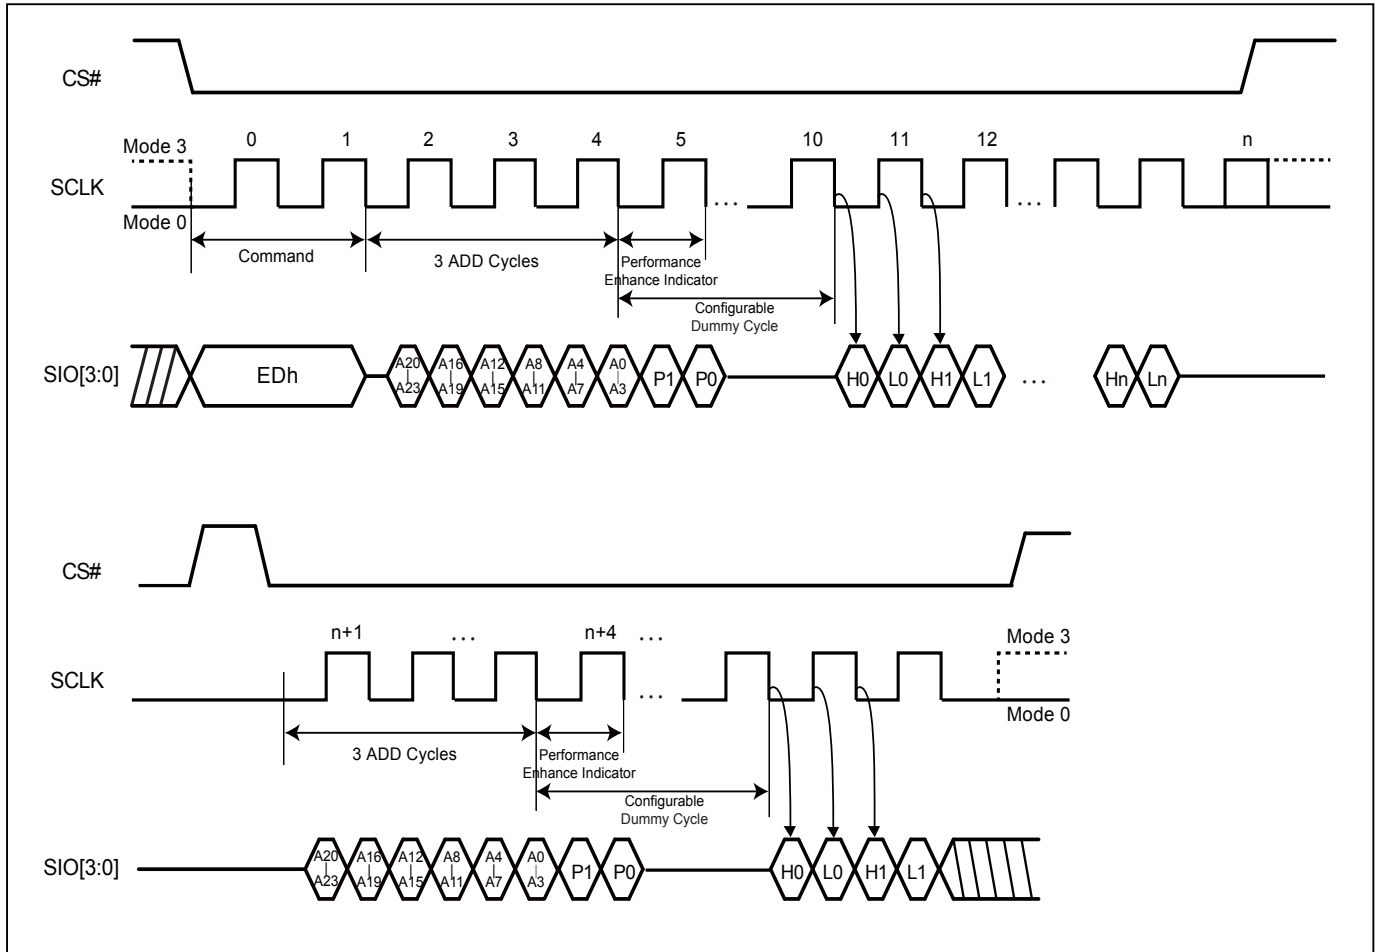 CS#
0 1 2 3 4 5 10 11 12 n
Mode 3
SCLK
... ...
Mode 0
Command
3 ADD Cycles
Performance
Enhance Indicator
Configurable
Dummy Cycle
SIO[3:0]
EDh
A20 A16 A12 A8 A4 A0
A23 A19 A15 A11 A7 A3
P1 P0 H0 L0 H1 L1 ... Hn Ln
CS#
n+1 ... n+4 ...
Mode 3
SCLK
...
Mode 0
3 ADD Cycles
Performance
Enhance Indicator
Configurable
Dummy Cycle
SIO[3:0]
A20 A16 A12 A8 A4 A0
A23 A19 A15 A11 A7 A3
P1 P0 H0 L0 H1 L1